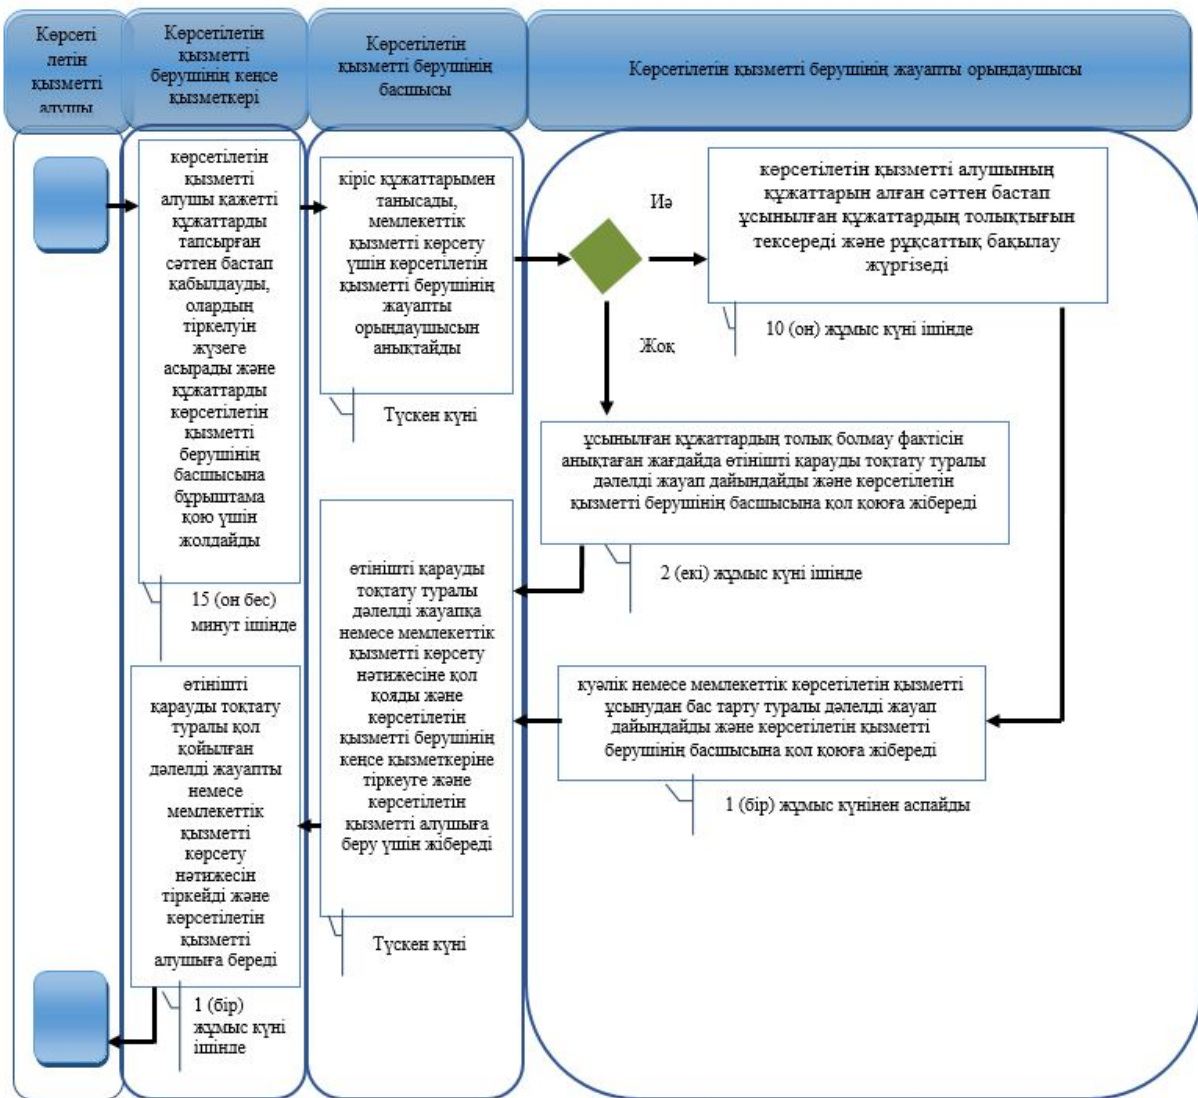 Көрсеті
летін
қызметті
алушы
Көрсетілетін
қызметті
берушінің кеңсе
қызметкері
Көрсетілетін
қызметті берушінің
басшысы
Көрсетілетін қызметті берушінің жауапты орындаушысы
көрсетілетін
қызметті
алушы қажетті
құжаттарды
тапсырған
сәттен бастап
қабылдауды,
олардың
тіркелуін
жүзеге
асырады және
құжаттарды
көрсетілетін
қызметті
берушінің
басшысына
бұрыштама
қою үшін
жолдайды
15 (он бес)
минут ішінде
кіріс құжаттарымен
танысады,
мемлекеттік
қызметті көрсету
үшін көрсетілетін
қызметті берушінің
жауапты
орындаушысын
анықтайды
Түскен күні
Иә
көрсетілетін қызметті алушының
құжаттарын алған сәттен бастап
ұсынылған құжаттардың толықтығын
тексереді және рұқсаттық бақылау
жүргізеді
10 (он) жұмыс күні ішінде
Жоқ
ұсынылған құжаттардың толық болмау фактісін
анықтаған жағдайда өтінішті қарауды тоқтату туралы
дәлелді жауап дайындайды және көрсетілетін
қызметті берушінің басшысына қол қоюға жібереді
2 (екі) жұмыс күні ішінде
куәлік немесе мемлекеттік көрсетілетін қызметті
ұсынудан бас тарту туралы дәлелді жауап
дайындайды және көрсетілетін қызметті
берушінің басшысына қол қоюға жібереді
1 (бір) жұмыс күнінен аспайды
өтінішті қарауды
тоқтату туралы
дәлелді жауапқа
немесе мемлекеттік
қызметті көрсету
нәтижесіне қол
қояды және
көрсетілетін
қызметті берушінің
кеңсе қызметкеріне
тіркеуге және
көрсетілетін
қызметті алушыға
беру үшін жібереді
Түскен күні
өтінішті
қарауды тоқтату
туралы қол
қойылған
дәлелді жауапты
немесе
мемлекеттік
қызметті
көрсету
нәтижесін
тіркейді және
көрсетілетін
қызметті
алушыға береді
1 (бір)
жұмыс күні
ішінде